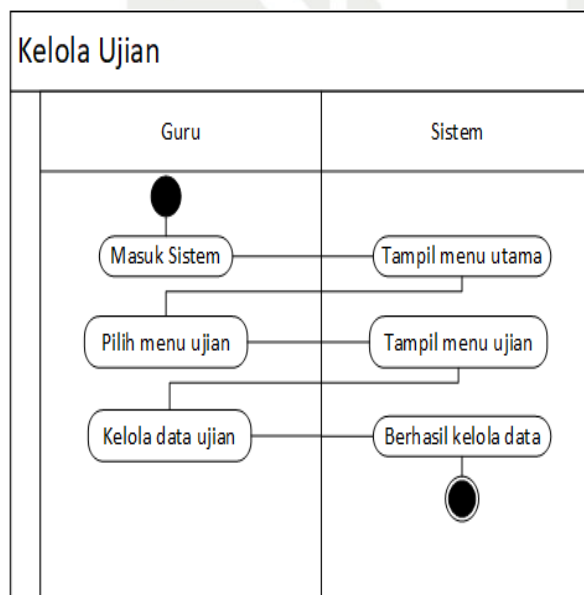 Kelola Ujian
Guru
Sistem
Masuk Sistem
Tampil menu utama
Pilih menu ujian
Tampil menu ujian
Kelola data ujian
Berhasil kelola data